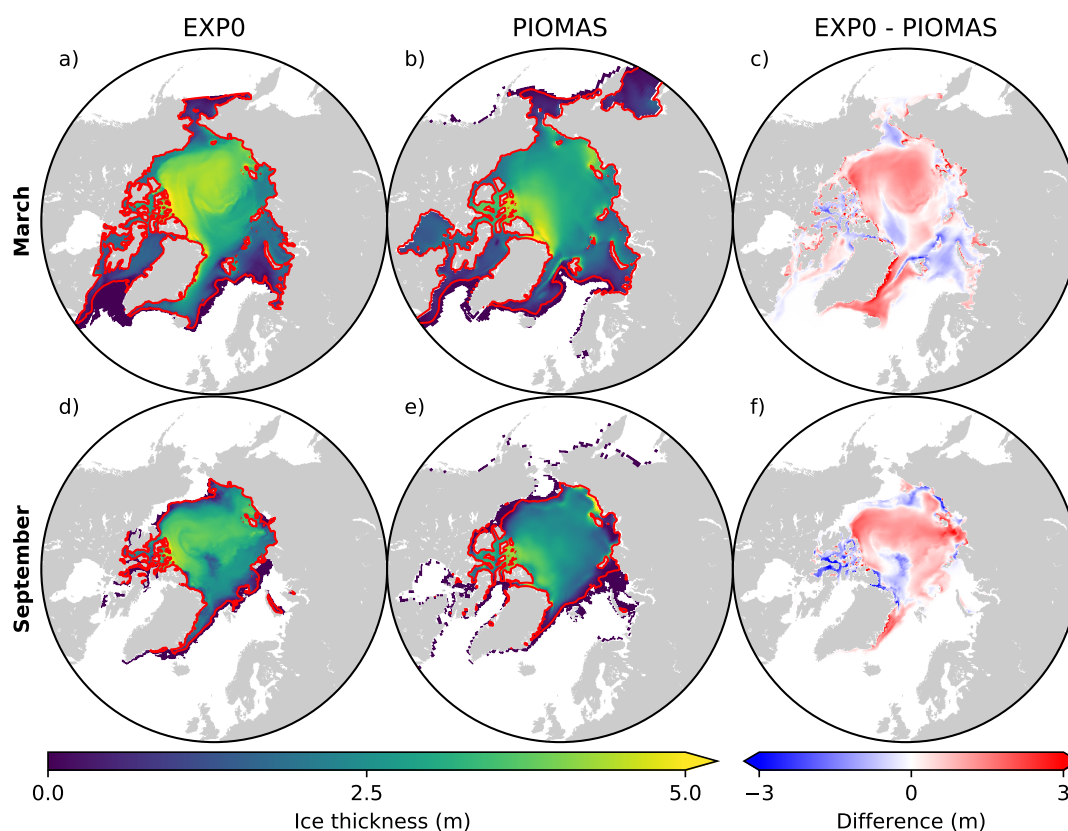 EXP0 PIOMAS EXP0 - PIOMAS
a) b) c)
March
d) e) f)
September
0.0 2.5 5.0 −3 0 3
Ice thickness (m) Difference (m)